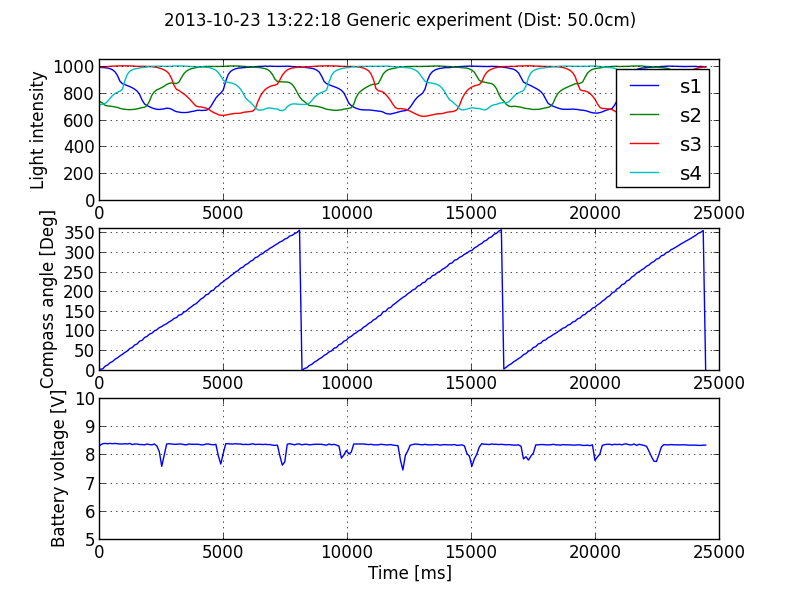 2013-10-23 13:22:18 Generic experiment (Dist: 50.0cm)
Light intensity
1000
800
600
400
200
0
s1
s2
s3
s4
0 5000 10000 15000 20000 25000
Compass angle [Deg]
350
300
250
200
150
100
50
0
0 5000 10000 15000 20000 25000
Battery voltage [V]
10
9
8
7
6
5
0 5000 10000 15000 20000 25000
Time [ms]